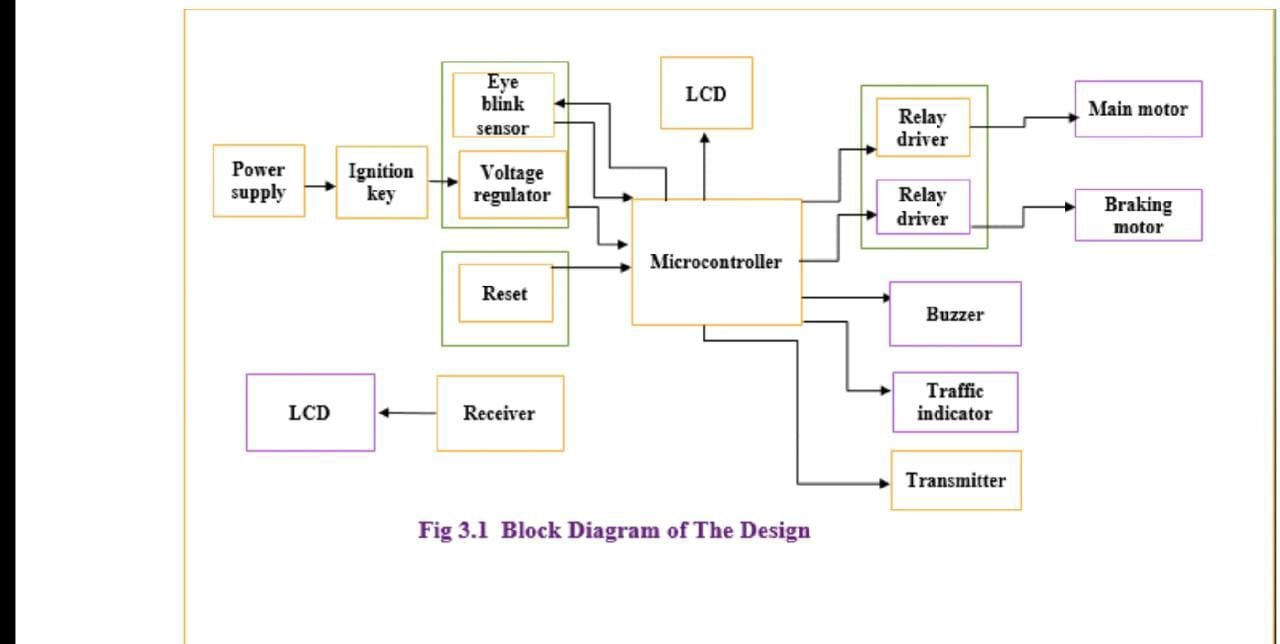 Eye
blink
sensor
LCD
Relay
driver
Main motor
Power
supply
Ignition
key
Voltage
regulator
Relay
driver
Braking
motor
Microcontroller
Reset
Buzzer
LCD
Receiver
Traffic
indicator
Transmitter
Fig 3.1 Block Diagram of The Design